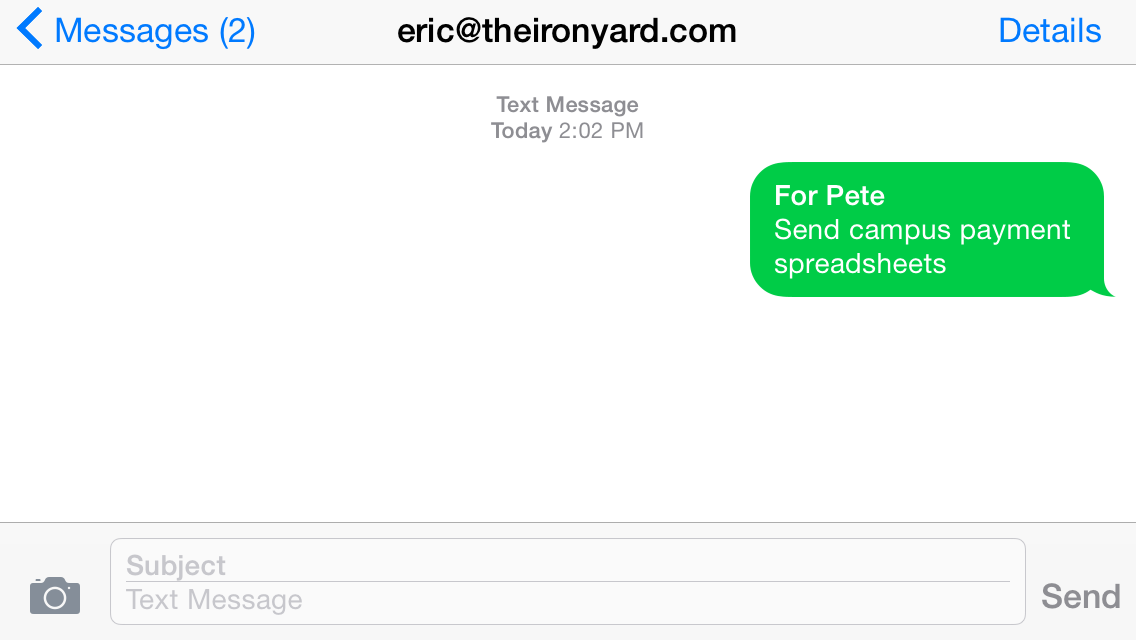 Messages (2)
eric@theironyard.com
Details
Text Message
Today 2:02 PM
For Pete
Send campus payment
spreadsheets
Subject
Text Message
Send